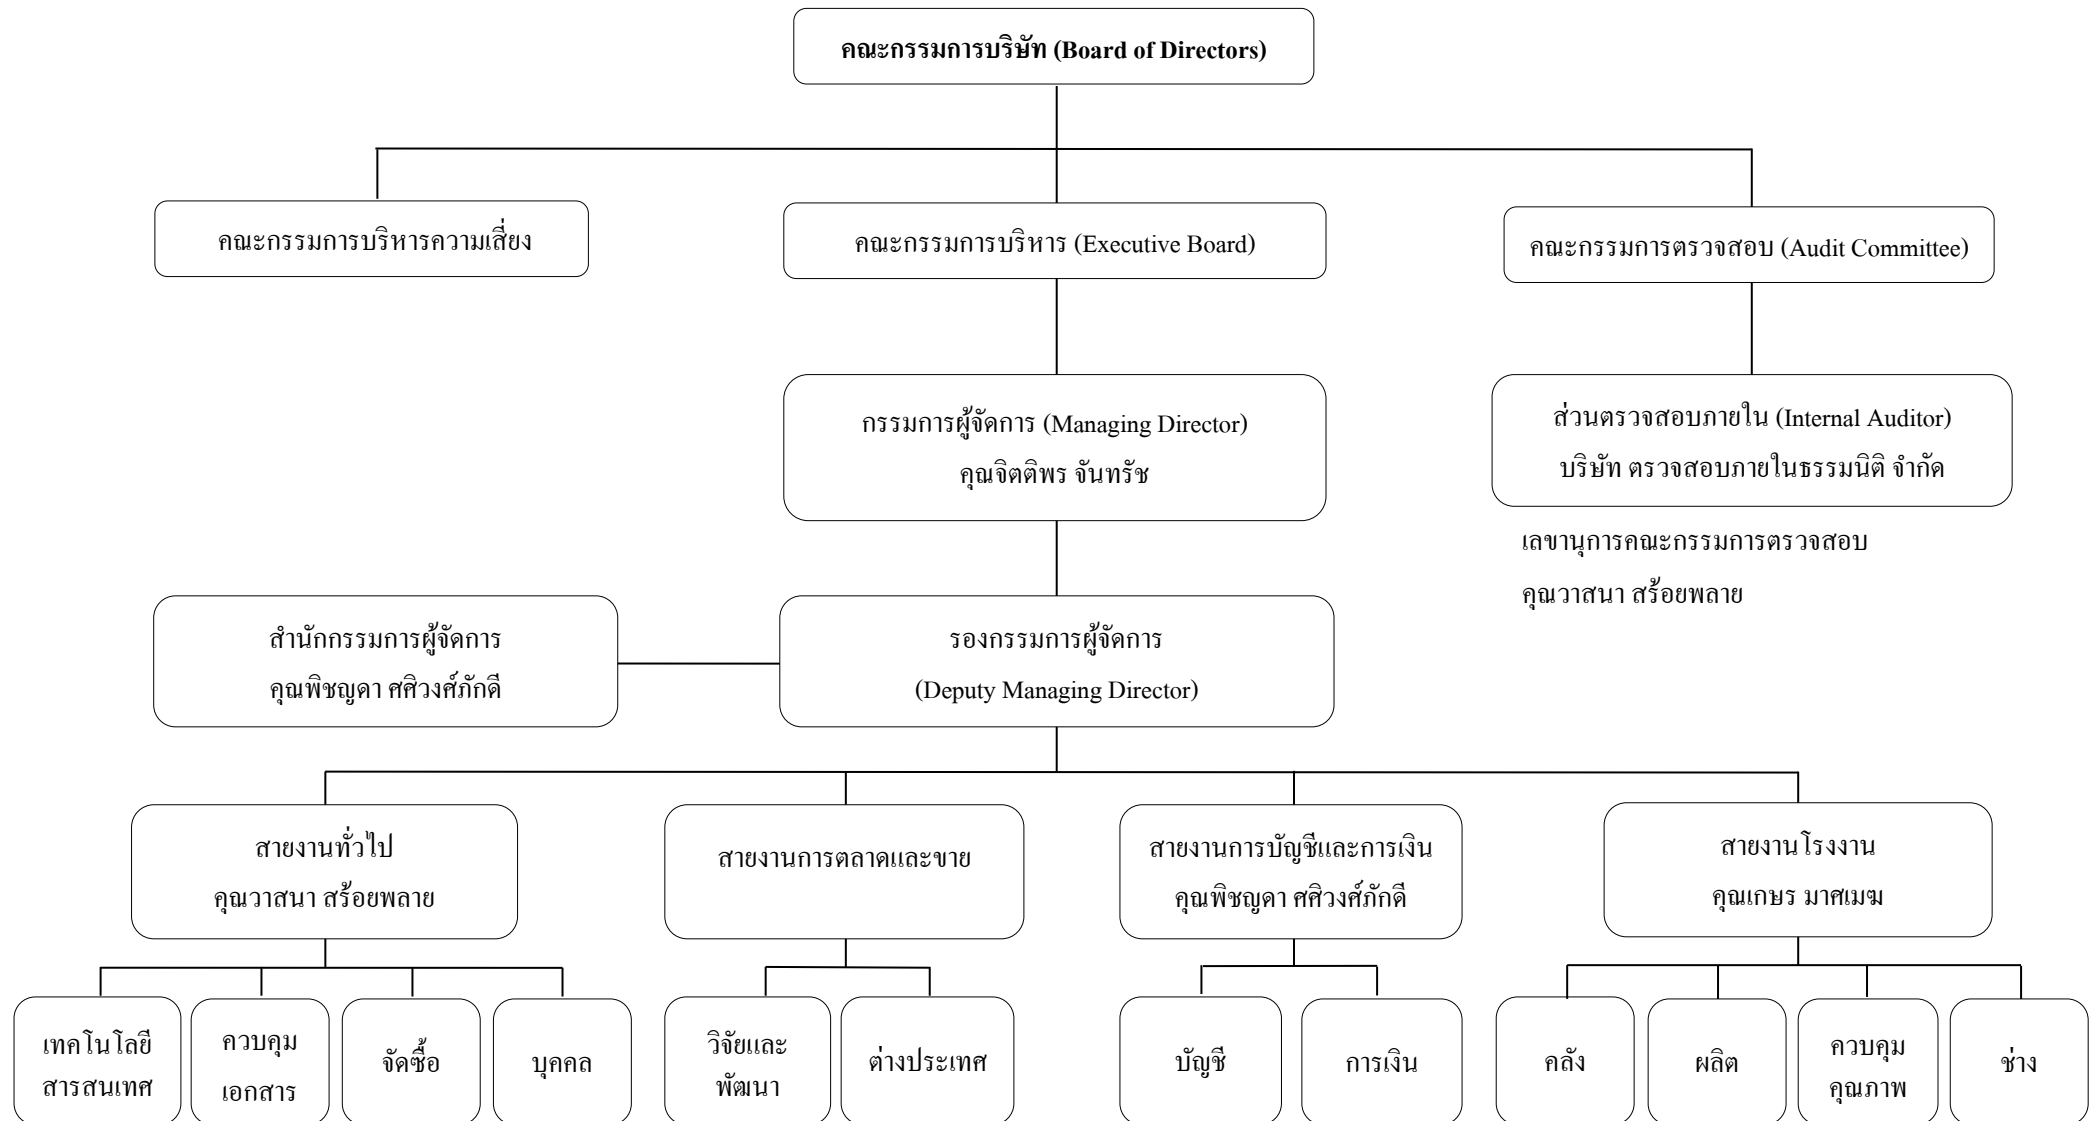 คณะกรรมการบริษัท (Board of Directors)
คณะกรรมการบริหารความเสี่ยง
คณะกรรมการบริหาร (Executive Board)
คณะกรรมการตรวจสอบ (Audit Committee)
กรรมการผู้จัดการ (Managing Director)
คุณจิตติพร จันทรัช
ส่วนตรวจสอบภายใน (Internal Auditor)
บริษัท ตรวจสอบภายในธรรมนิติ จำกัด
เลขานุการคณะกรรมการตรวจสอบ
คุณวาสนา สร้อยพลาย
สำนักกรรมการผู้จัดการ
คุณพิชญดา ศศิวงศ์ภักดี
รองกรรมการผู้จัดการ
(Deputy Managing Director)
สายงานทั่วไป
คุณวาสนา สร้อยพลาย
สายงานการตลาดและขาย
สายงานการบัญชีและการเงิน
คุณพิชญดา ศศิวงศ์ภักดี
สายงานโรงงาน
คุณเกษร มาศเมฆ
เทคโนโลยี
สารสนเทศ
ควบคุม
เอกสาร
จัดซื้อ
บุคคล
วิจัยและ
พัฒนา
ต่างประเทศ
บัญชี
การเงิน
คลัง
ผลิต
ควบคุม
คุณภาพ
ช่าง